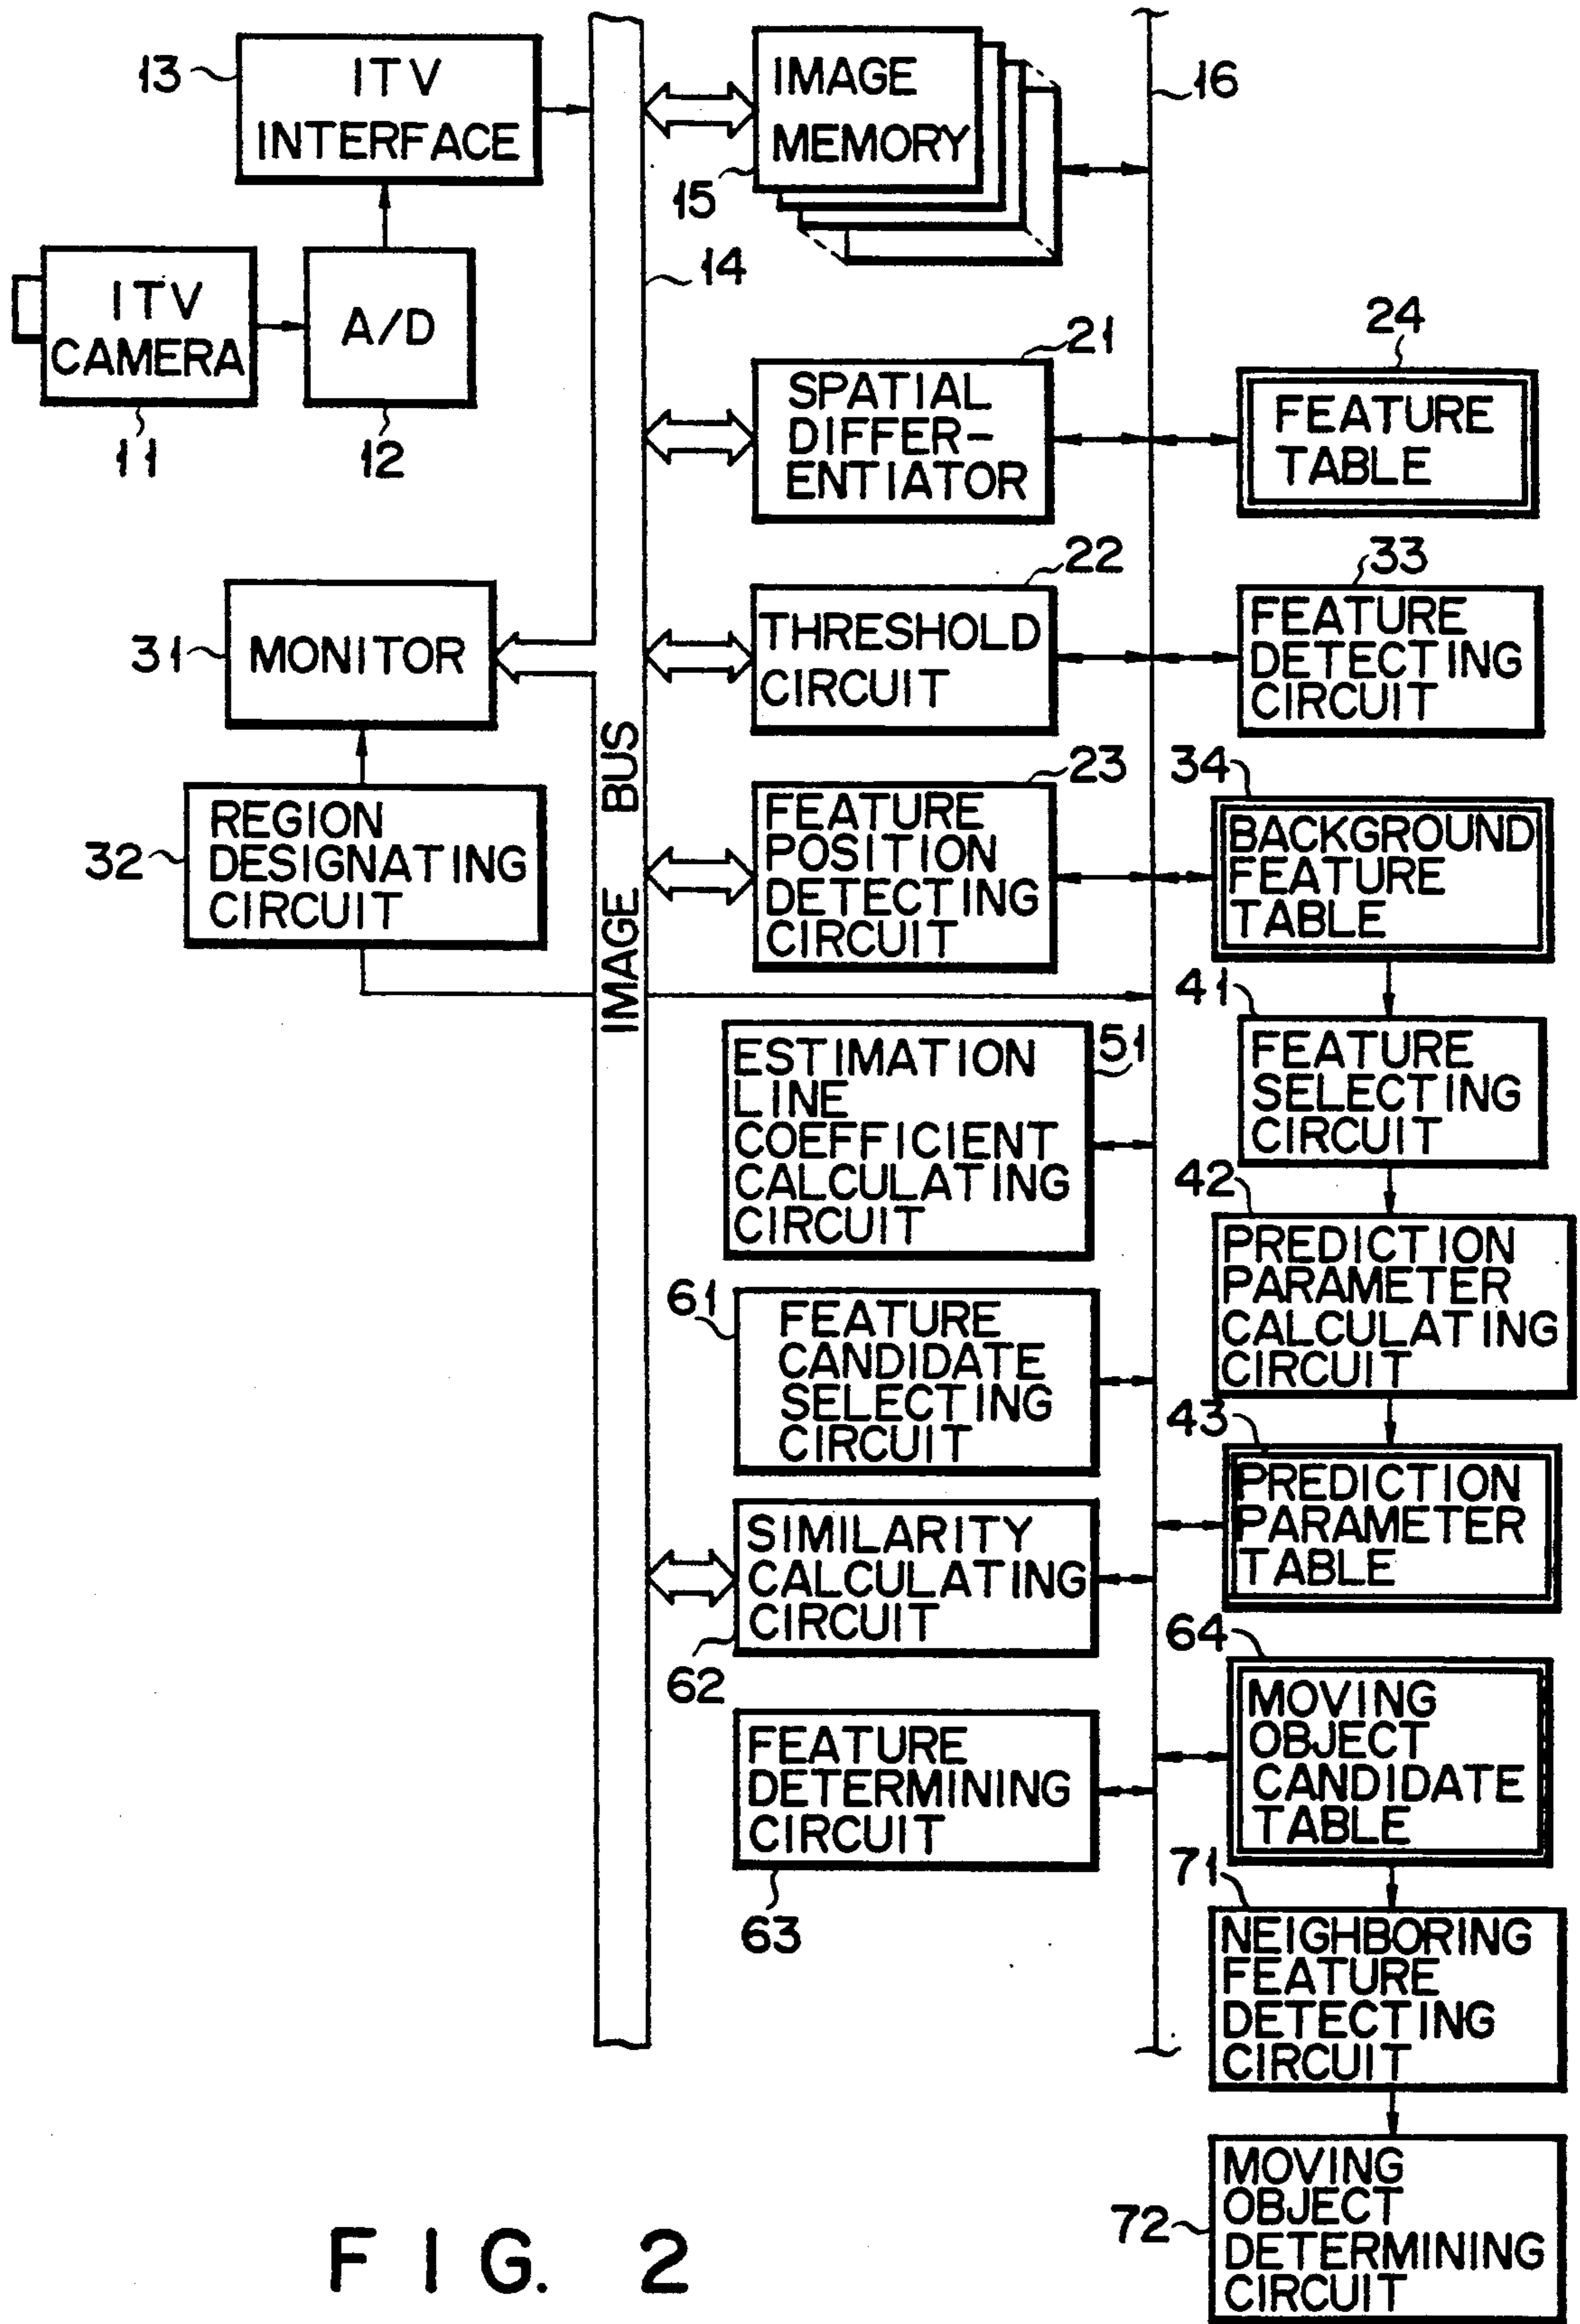 13
ITV
INTERFACE
IMAGE
MEMORY
15
16
14
ITV
CAMERA
11
A/D
12
21
SPATIAL
DIFFER-
ENTIATOR
24
FEATURE
TABLE
31
MONITOR
22
THRESHOLD
CIRCUIT
33
FEATURE
DETECTING
CIRCUIT
32
REGION
DESIGNATING
CIRCUIT
IMAGE BUS
23
FEATURE
POSITION
DETECTING
CIRCUIT
34
BACKGROUND
FEATURE
TABLE
51
ESTIMATION
LINE
COEFFICIENT
CALCULATING
CIRCUIT
41
FEATURE
SELECTING
CIRCUIT
42
PREDICTION
PARAMETER
CALCULATING
CIRCUIT
61
FEATURE
CANDIDATE
SELECTING
CIRCUIT
43
PREDICTION
PARAMETER
TABLE
SIMILARITY
CALCULATING
CIRCUIT
62
64
MOVING
OBJECT
CANDIDATE
TABLE
FEATURE
DETERMINING
CIRCUIT
63
71
NEIGHBORING
FEATURE
DETECTING
CIRCUIT
72
MOVING
OBJECT
DETERMINING
CIRCUIT
FIG. 2